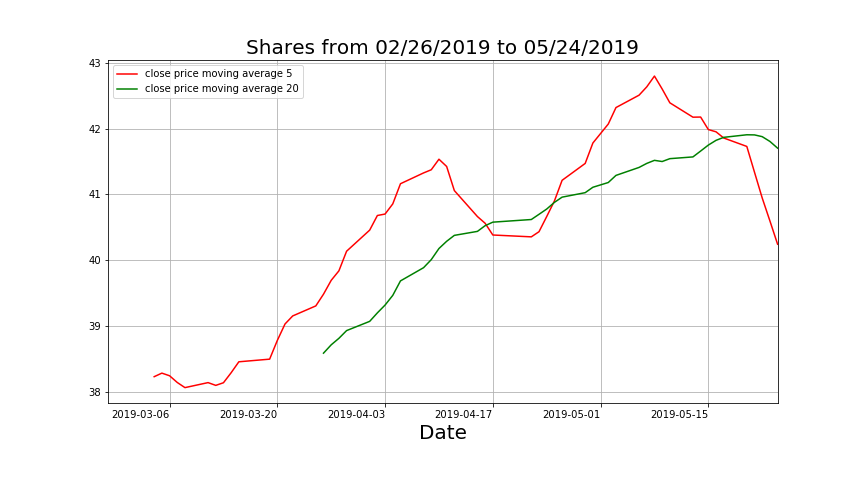 Shares from 02/26/2019 to 05/24/2019
close price moving average 5
close price moving average 20
43
42
41
40
39
38
2019-03-06 2019-03-20 2019-04-03 2019-04-17 2019-05-01 2019-05-15
Date